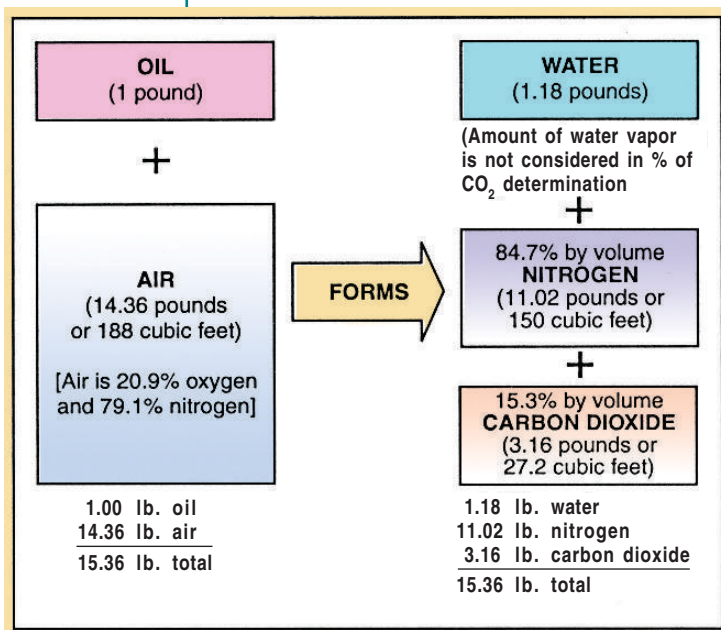 OIL
(1 pound)
+
AIR
(14.36 pounds
or 188 cubic feet)
[Air is 20.9% oxygen
and 79.1% nitrogen]
1.00 lb. oil
14.36 lb. air
15.36 lb. total
FORMS
WATER
(1.18 pounds)
(Amount of water vapor
is not considered in % of
CO₂ determination
+
84.7% by volume
NITROGEN
(11.02 pounds or
150 cubic feet)
+
15.3% by volume
CARBON DIOXIDE
(3.16 pounds or
27.2 cubic feet)
1.18 lb. water
11.02 lb. nitrogen
3.16 lb. carbon dioxide
15.36 lb. total